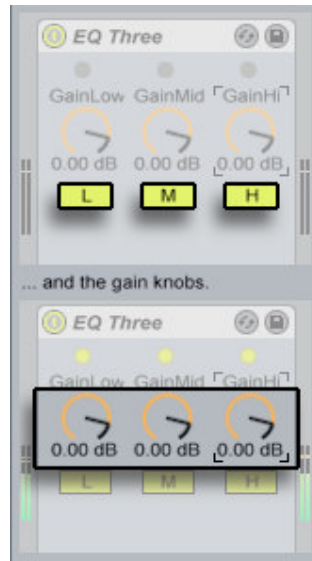 EQ Three
GainLow GainMid GainHi
0.00 dB 0.00 dB 0.00 dB
L M H
... and the gain knobs.
EQ Three
GainLow GainMid GainHi
0.00 dB 0.00 dB 0.00 dB
L M H